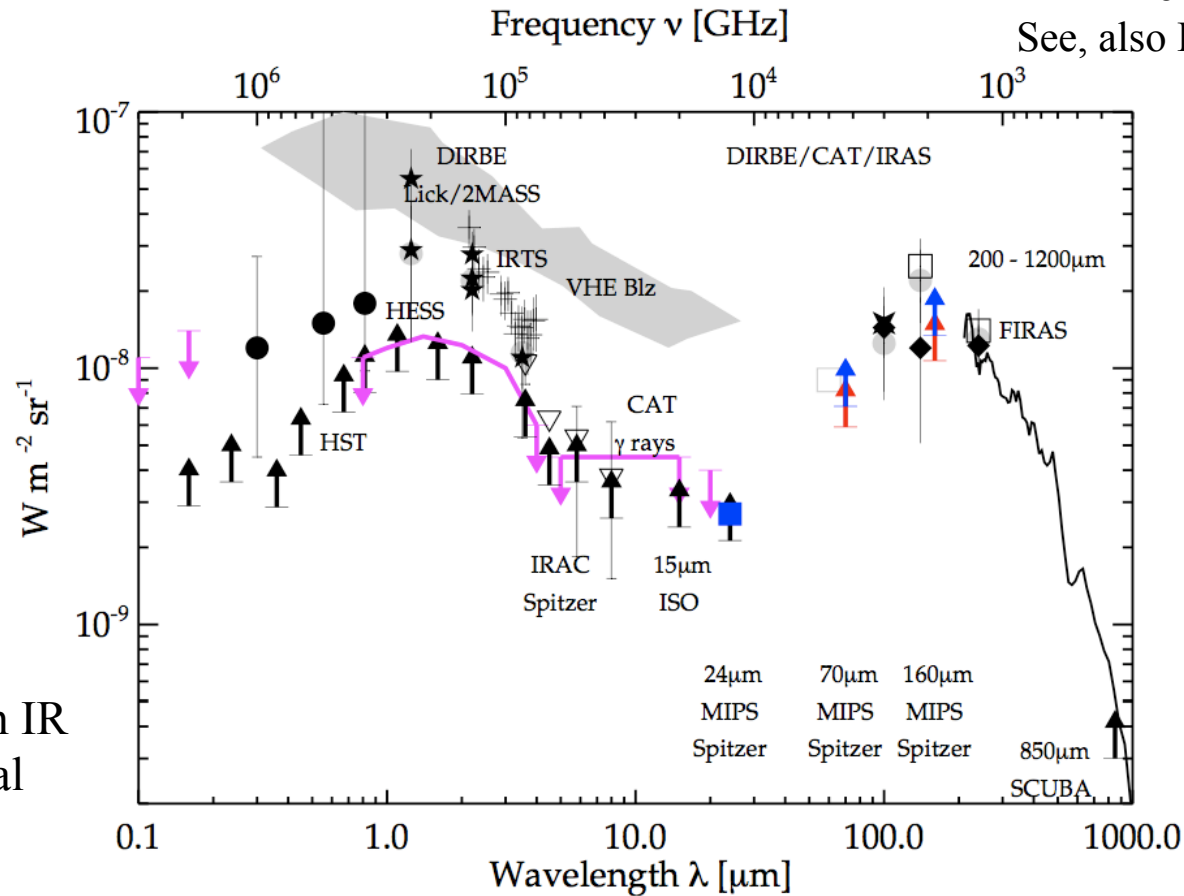 Frequency ν [GHz]
See, also
10⁶ 10⁵ 10⁴ 10³
10⁻⁷
DIRBE
DIRBE/CAT/IRAS
Lick/2MASS
IRTS
200 - 1200μm
VHE Blz
HESS
FIRAS
10⁻⁸
W m⁻² sr⁻¹
CAT
HST
γ rays
IRAC
Spitzer
15μm
ISO
10⁻⁹
24μm
MIPS
Spitzer
70μm
MIPS
Spitzer
160μm
MIPS
Spitzer
IR
al
850μm
SCUBA
0.1 1.0 10.0 100.0 1000.0
Wavelength λ [μm]